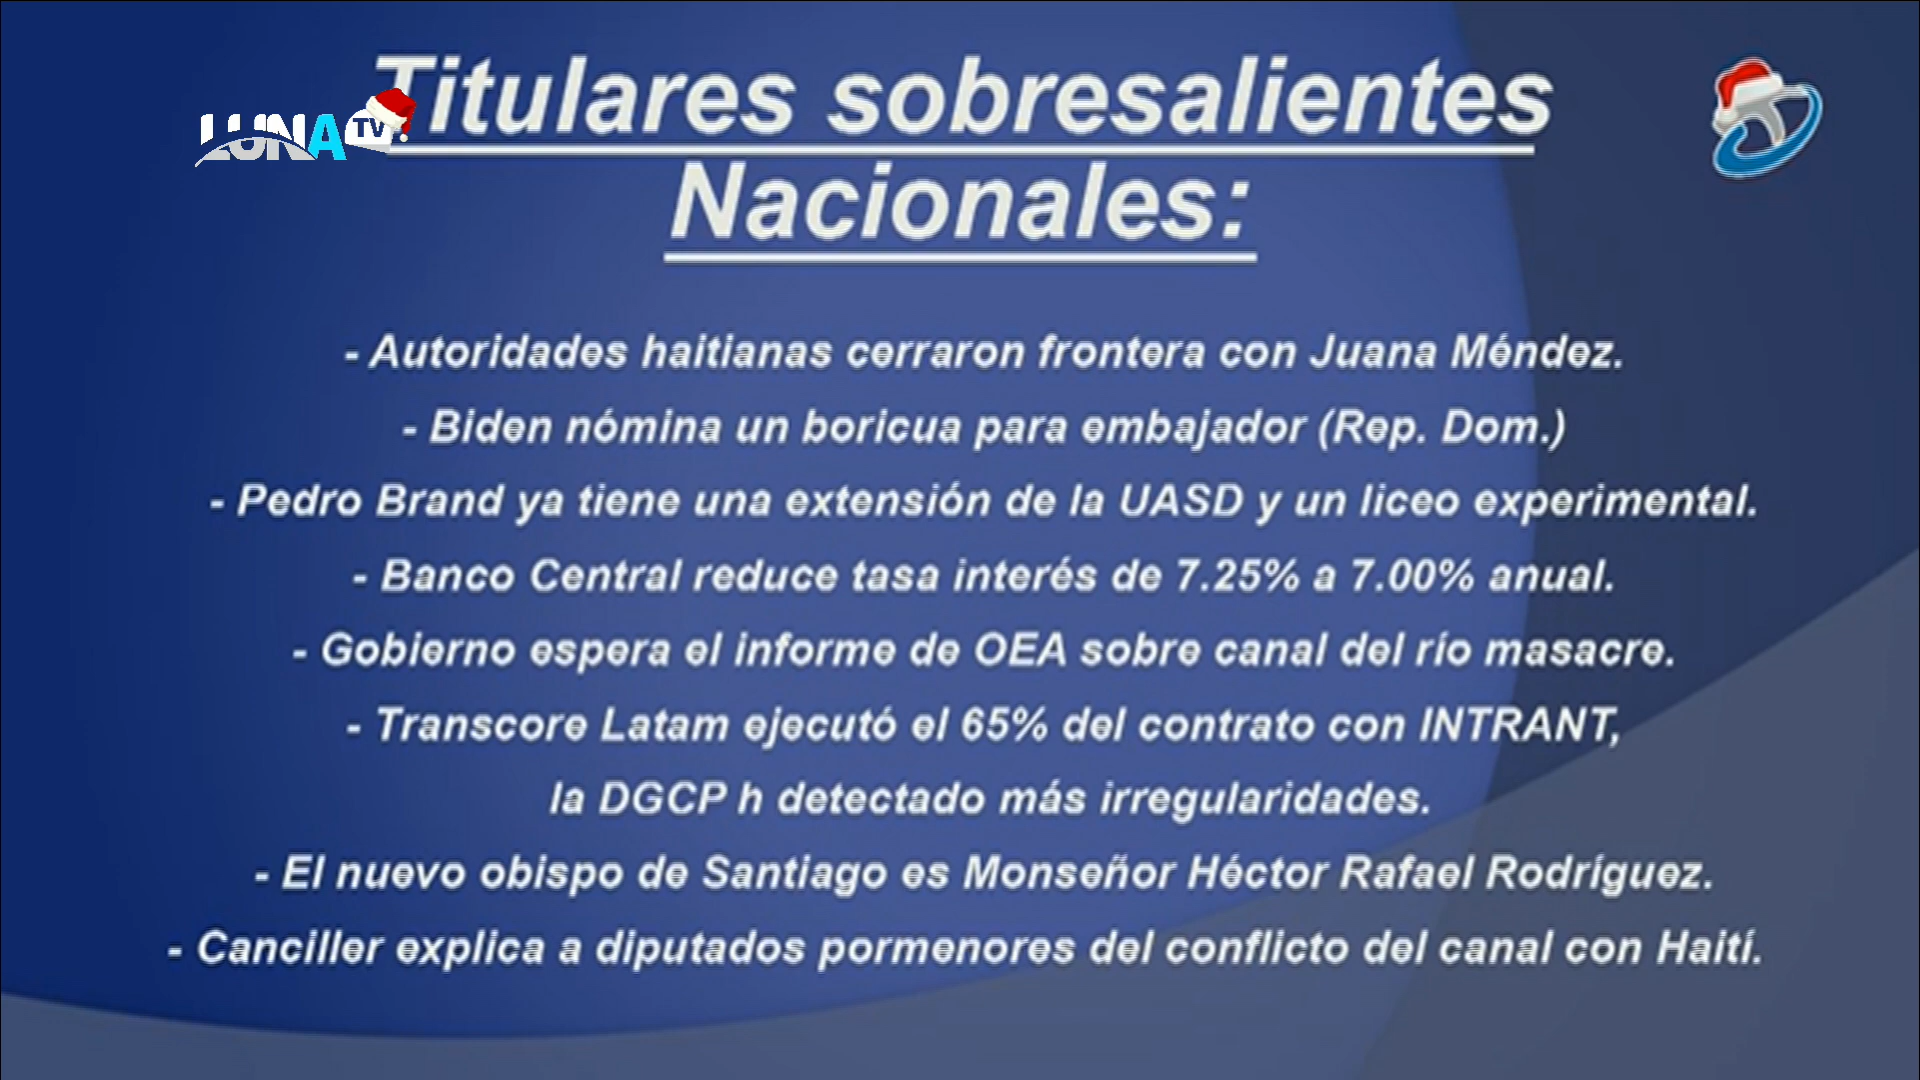 Titulares sobresalientes
LUNA TV
Nacionales:
- Autoridades haitianas cerraron frontera con Juana Méndez.
- Biden nómina un boricua para embajador (Rep. Dom.)
- Pedro Brand ya tiene una extensión de la UASD y un liceo experimental.
- Banco Central reduce tasa interés de 7.25% a 7.00% anual.
- Gobierno espera el informe de OEA sobre canal del río masacre.
- Transcore Latam ejecutó el 65% del contrato con INTRANT,
la DGCP h detectado más irregularidades.
- El nuevo obispo de Santiago es Monseñor Héctor Rafael Rodríguez.
- Canciller explica a diputados pormenores del conflicto del canal con Haití.